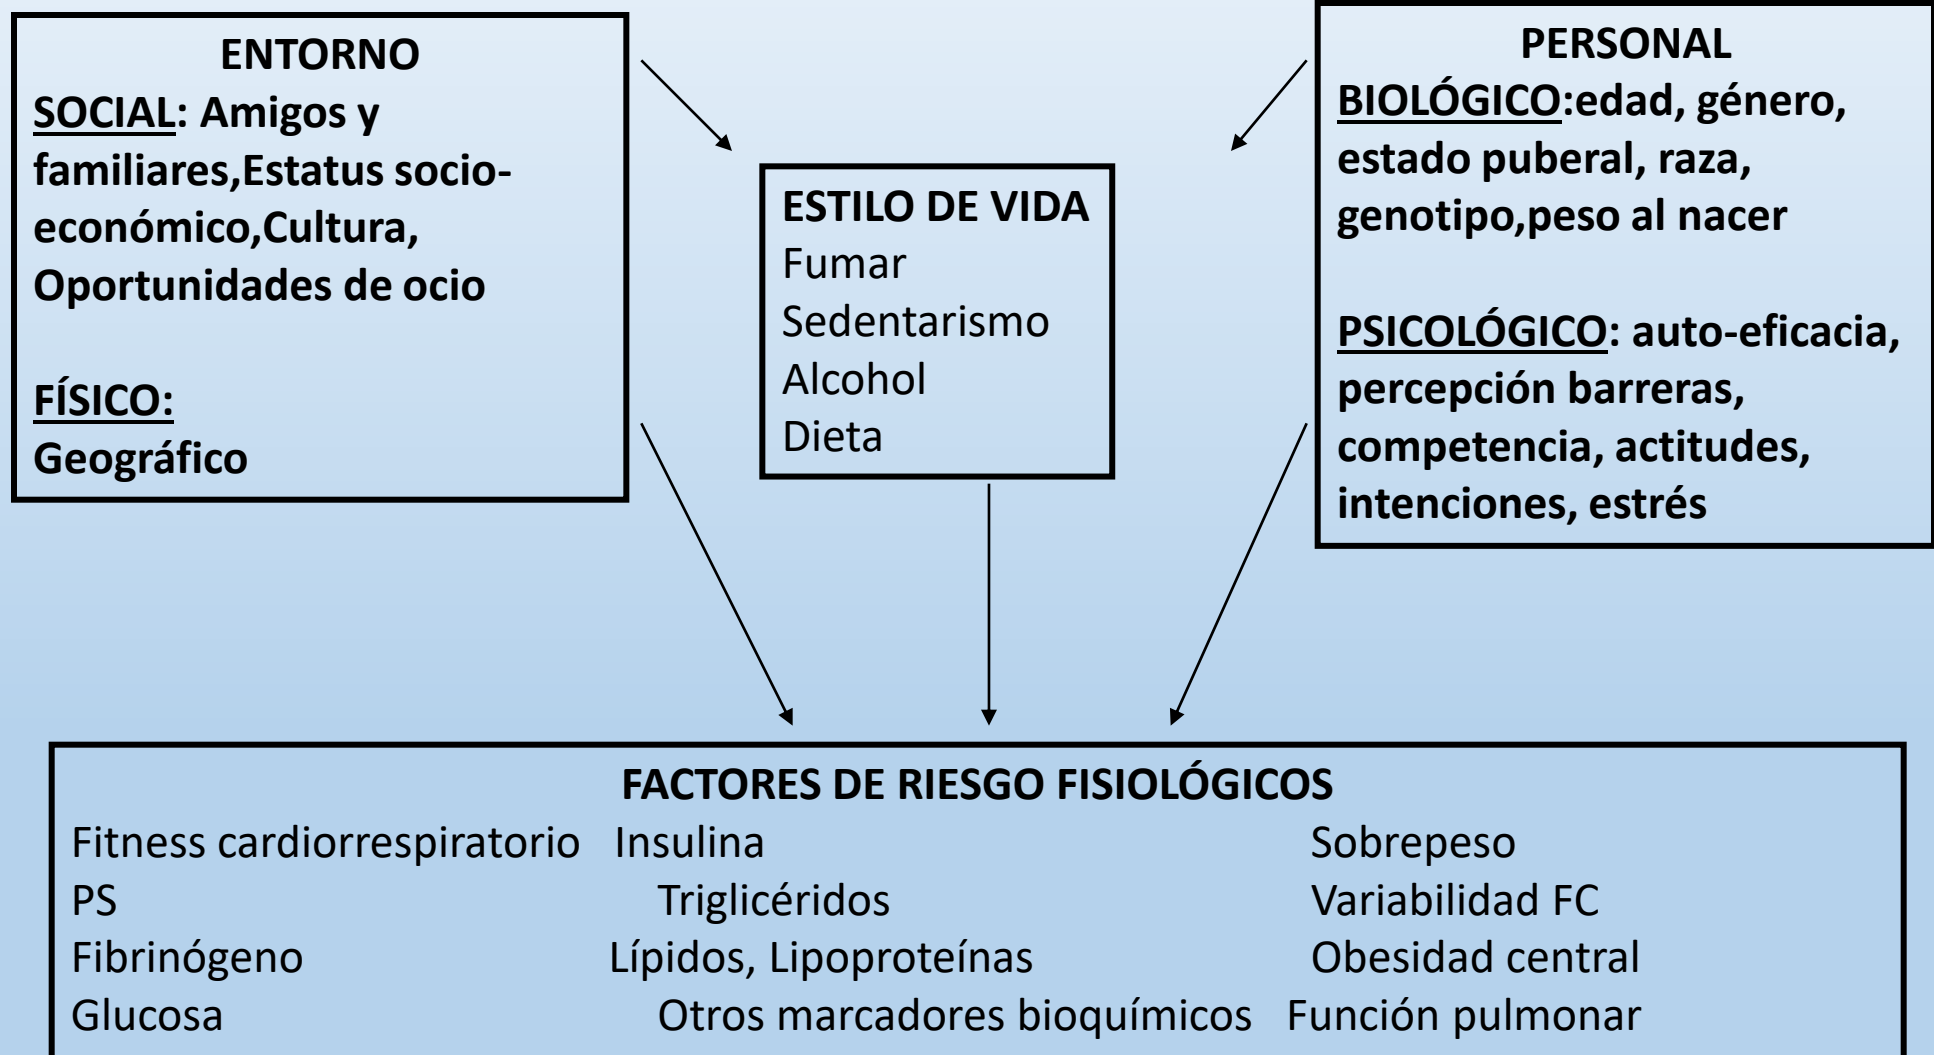 ENTORNO
SOCIAL: Amigos y
familiares,Estatus socio-
económico,Cultura,
Oportunidades de ocio
FÍSICO:
Geográfico
ESTILO DE VIDA
Fumar
Sedentarismo
Alcohol
Dieta
PERSONAL
BIOLÓGICO:edad, género,
estado puberal, raza,
genotipo,peso al nacer
PSICOLÓGICO: auto-eficacia,
percepción barreras,
competencia, actitudes,
intenciones, estrés
FACTORES DE RIESGO FISIOLÓGICOS
Fitness cardiorrespiratorio Insulina Sobrepeso
PS Triglicéridos Variabilidad FC
Fibrinógeno Lípidos, Lipoproteínas Obesidad central
Glucosa Otros marcadores bioquímicos Función pulmonar